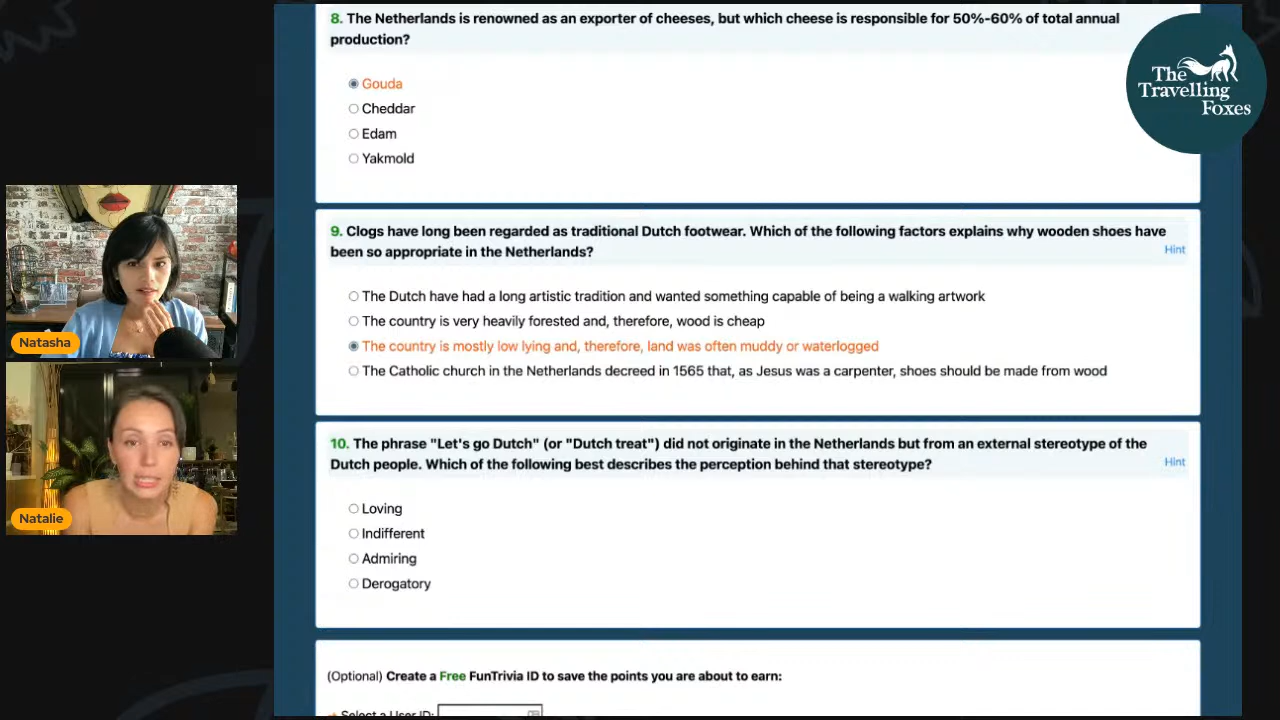 8. The Netherlands is renowned as an exporter of cheeses, but which cheese is responsible for 50%-60% of total annual
production?
Gouda
Cheddar
Edam
Yakmold
The
Travelling
Foxes
9. Clogs have long been regarded as traditional Dutch footwear. Which of the following factors explains why wooden shoes have
been so appropriate in the Netherlands?
Hint
The Dutch have had a long artistic tradition and wanted something capable of being a walking artwork
The country is very heavily forested and, therefore, wood is cheap
The country is mostly low lying and, therefore, land was often muddy or waterlogged
The Catholic church in the Netherlands decreed in 1565 that, as Jesus was a carpenter, shoes should be made from wood
Natasha
10. The phrase "Let's go Dutch" (or "Dutch treat") did not originate in the Netherlands but from an external stereotype of the
Dutch people. Which of the following best describes the perception behind that stereotype?
Hint
Loving
Indifferent
Admiring
Derogatory
Natalie
(Optional) Create a Free FunTrivia ID to save the points you are about to earn:
Select a User ID: